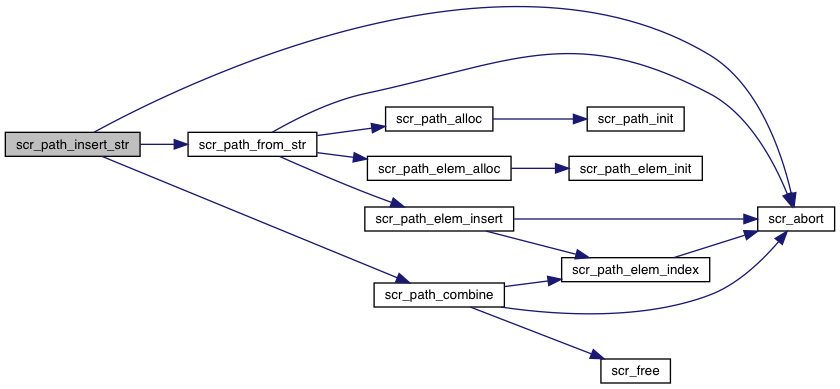 scr_path_insert_str
scr_path_from_str
scr_path_alloc
scr_path_init
scr_path_elem_alloc
scr_path_elem_init
scr_path_elem_insert
scr_abort
scr_path_elem_index
scr_path_combine
scr_free